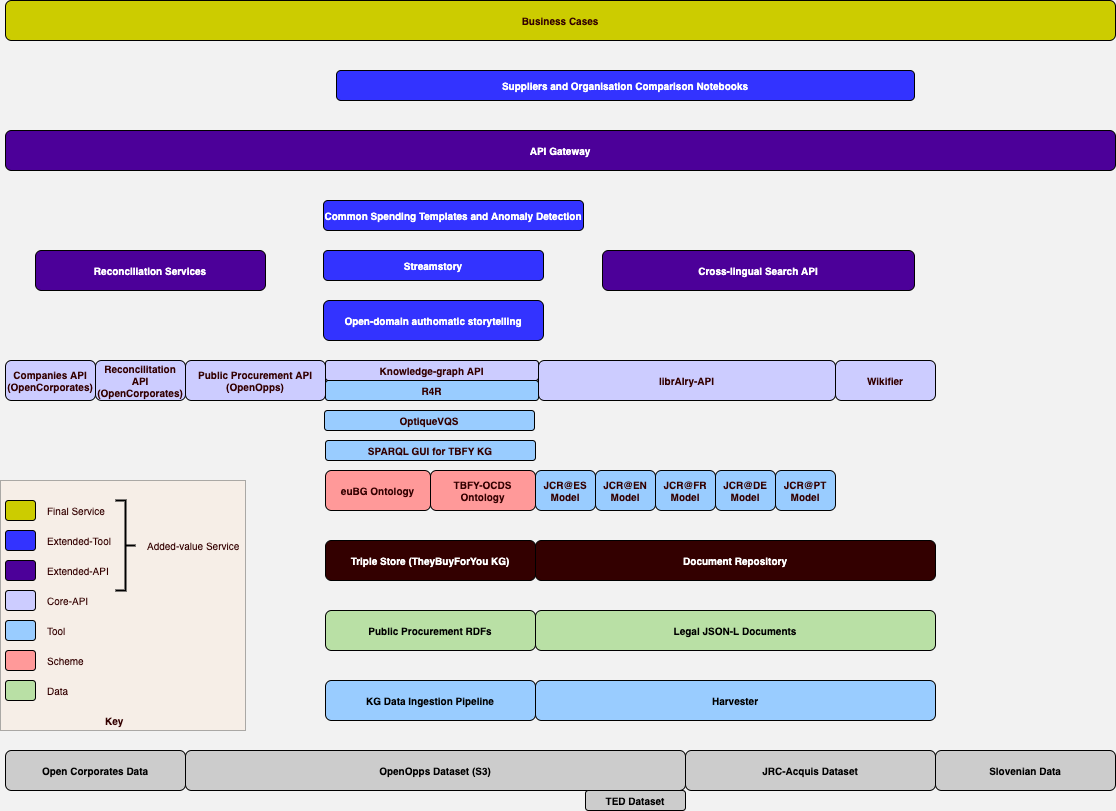 Business Cases
Suppliers and Organisation Comparison Notebooks
API Gateway
Common Spending Templates and Anomaly Detection
Reconciliation Services
Streamstory
Cross-lingual Search API
Open-domain authomatic storytelling
Companies API
(OpenCorporates)
Reconcilitation
API
(OpenCorporates)
Public Procurement API
(OpenOpps)
Knowledge-graph API
R4R
librAIry-API
Wikifier
OptiqueVQS
SPARQL GUI for TBFY KG
euBG Ontology
TBFY-OCDS
Ontology
JCR@ES
Model
JCR@EN
Model
JCR@FR
Model
JCR@DE
Model
JCR@PT
Model
Final Service
Extended-Tool
Extended-API
Added-value Service
Core-API
Tool
Scheme
Data
Key
Triple Store (TheyBuyForYou KG)
Document Repository
Public Procurement RDFs
Legal JSON-L Documents
KG Data Ingestion Pipeline
Harvester
Open Corporates Data
OpenOpps Dataset (S3)
JRC-Acquis Dataset
Slovenian Data
TED Dataset